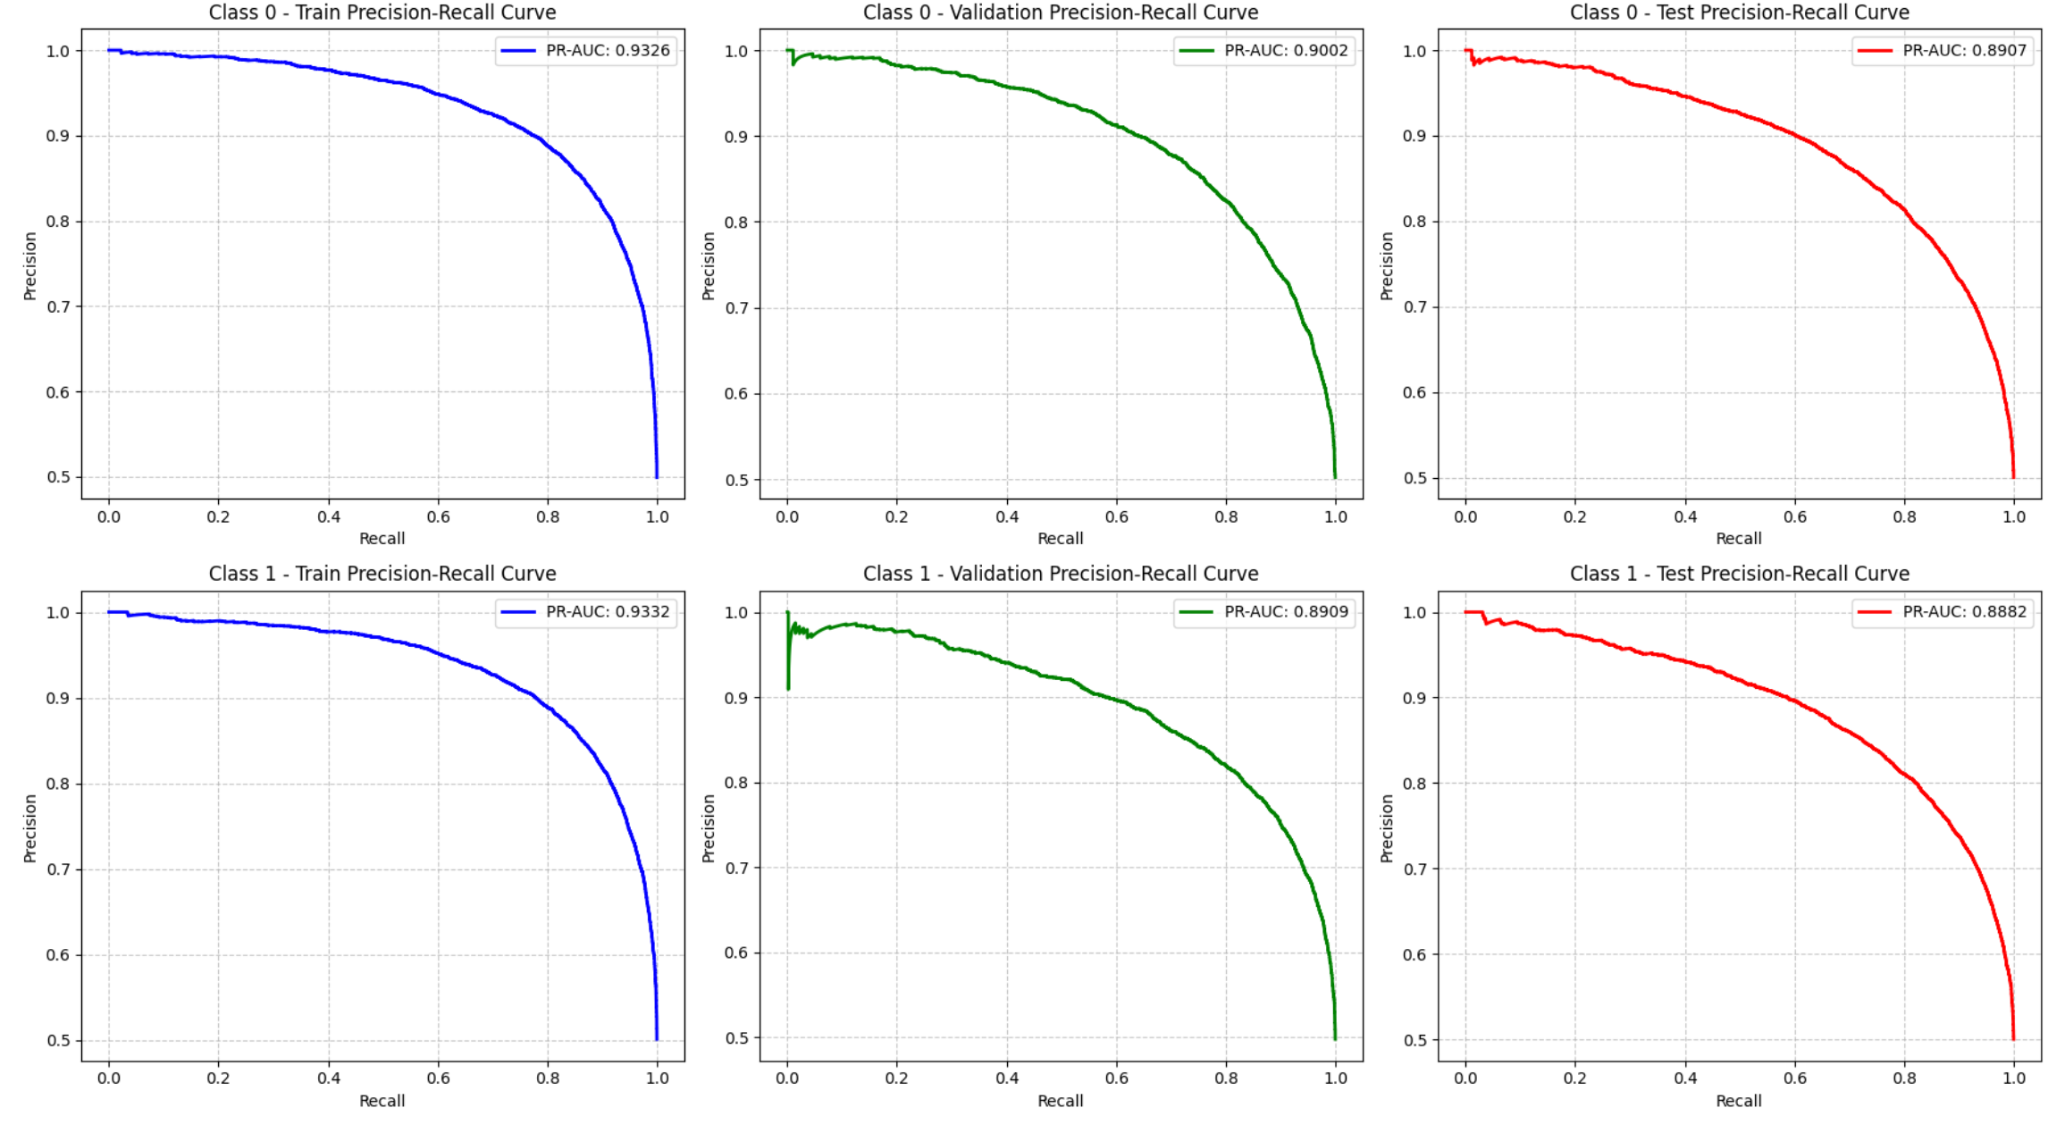 Class 0 - Train Precision-Recall Curve
PR-AUC: 0.9326
1.0
0.9
0.8
0.7
0.6
0.5
Precision
0.0 0.2 0.4 0.6 0.8 1.0
Recall
Class 0 - Validation Precision-Recall Curve
PR-AUC: 0.9002
1.0
0.9
0.8
0.7
0.6
0.5
Precision
0.0 0.2 0.4 0.6 0.8 1.0
Recall
Class 0 - Test Precision-Recall Curve
PR-AUC: 0.8907
1.0
0.9
0.8
0.7
0.6
0.5
Precision
0.0 0.2 0.4 0.6 0.8 1.0
Recall
Class 1 - Train Precision-Recall Curve
PR-AUC: 0.9332
1.0
0.9
0.8
0.7
0.6
0.5
Precision
0.0 0.2 0.4 0.6 0.8 1.0
Recall
Class 1 - Validation Precision-Recall Curve
PR-AUC: 0.8909
1.0
0.9
0.8
0.7
0.6
0.5
Precision
0.0 0.2 0.4 0.6 0.8 1.0
Recall
Class 1 - Test Precision-Recall Curve
PR-AUC: 0.8882
1.0
0.9
0.8
0.7
0.6
0.5
Precision
0.0 0.2 0.4 0.6 0.8 1.0
Recall